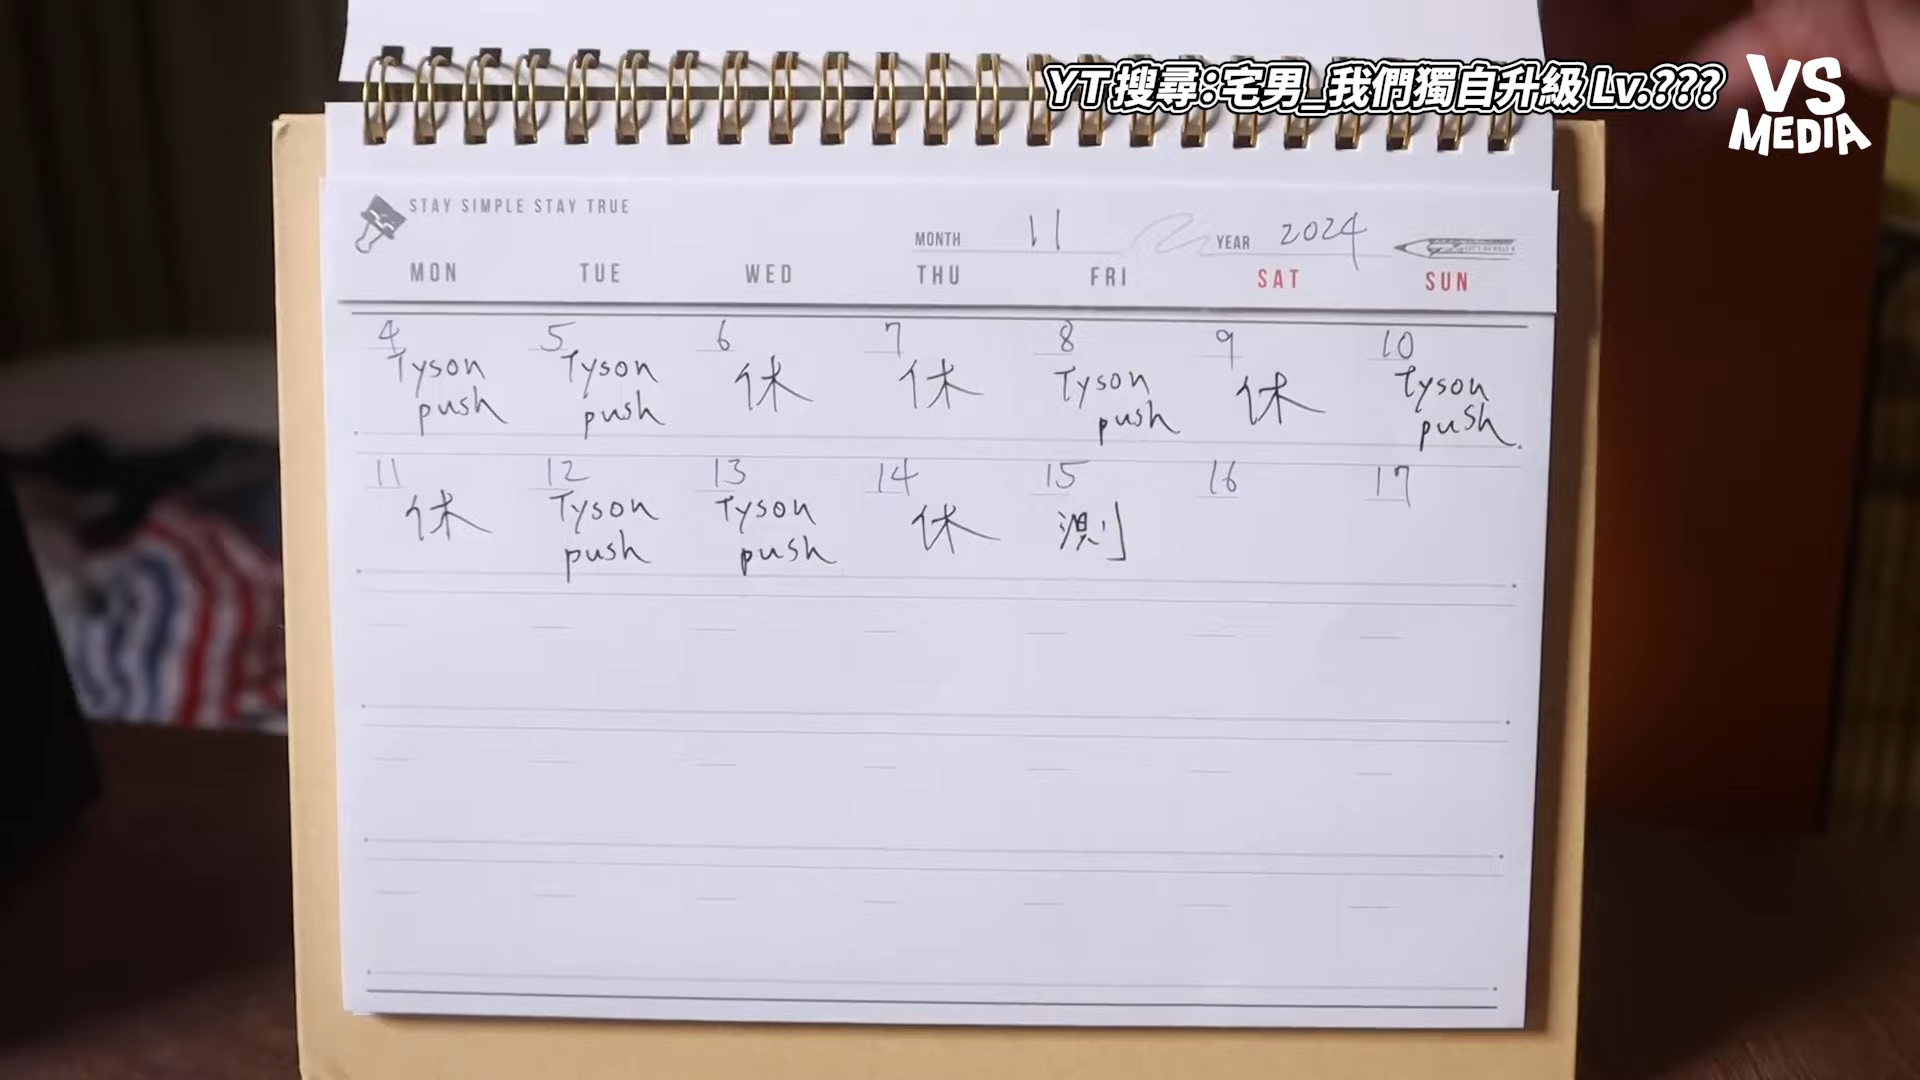 YT搜尋:宅男_我們獨自升級 Lv.???
VS
MEDIA
STAY SIMPLE STAY TRUE
MONTH 11 YEAR 2024
MON TUE WED THU FRI SAT SUN
4 5 6 7 8 9 10
Tyson Tyson 休 休 Tyson 休 Tyson
push push push push.
11 12 13 14 15 16 17
休 Tyson Tyson 休 測
push push